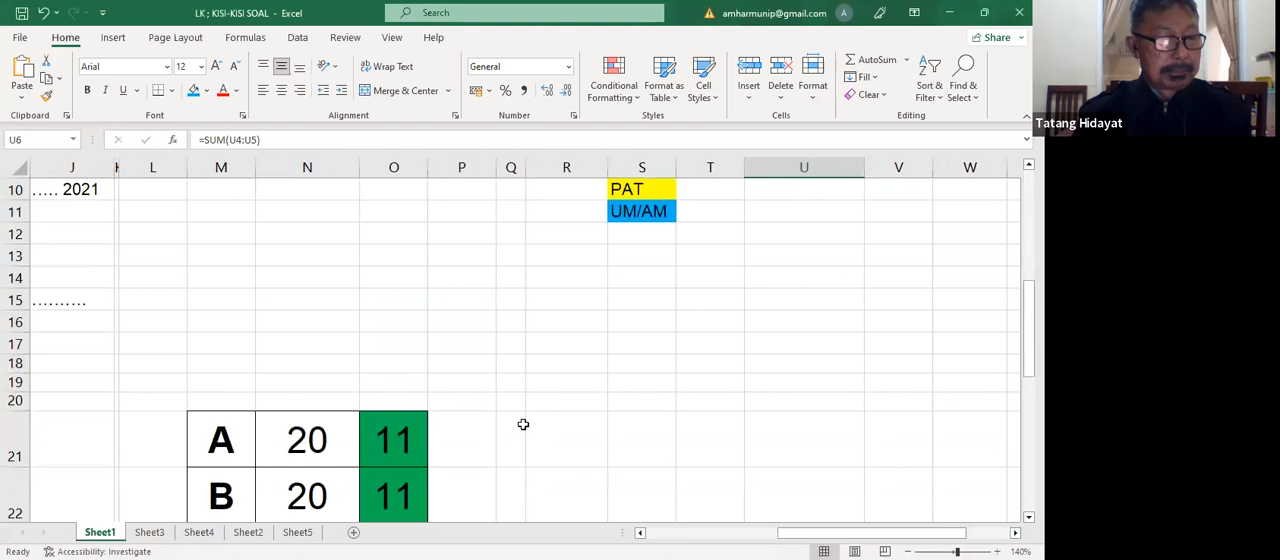 LK ; KISI-KISI SOAL - Excel
Search
amharmunip@gmail.com
A
File Home Insert Page Layout Formulas Data Review View Help
Share
Paste
Arial 12
Wrap Text
General
Conditional Formatting
Format as Table
Cell Styles
Insert
Delete
Format
AutoSum
Fill
Clear
Sort & Filter
Find & Select
B I U
Merge & Center
Clipboard
Font
Alignment
Number
Styles
Cells
Editing
Tatang Hidayat
U6
fx
=SUM(U4:U5)
J K L M N O P Q R S T U V W
10 ..... 2021 PAT
11 UM/AM
12
13
14
15 ..........
16
17
18
19
20
21 A 20 11
22 B 20 11
Sheet1 Sheet3 Sheet4 Sheet2 Sheet5
Ready
Accessibility: Investigate
140%